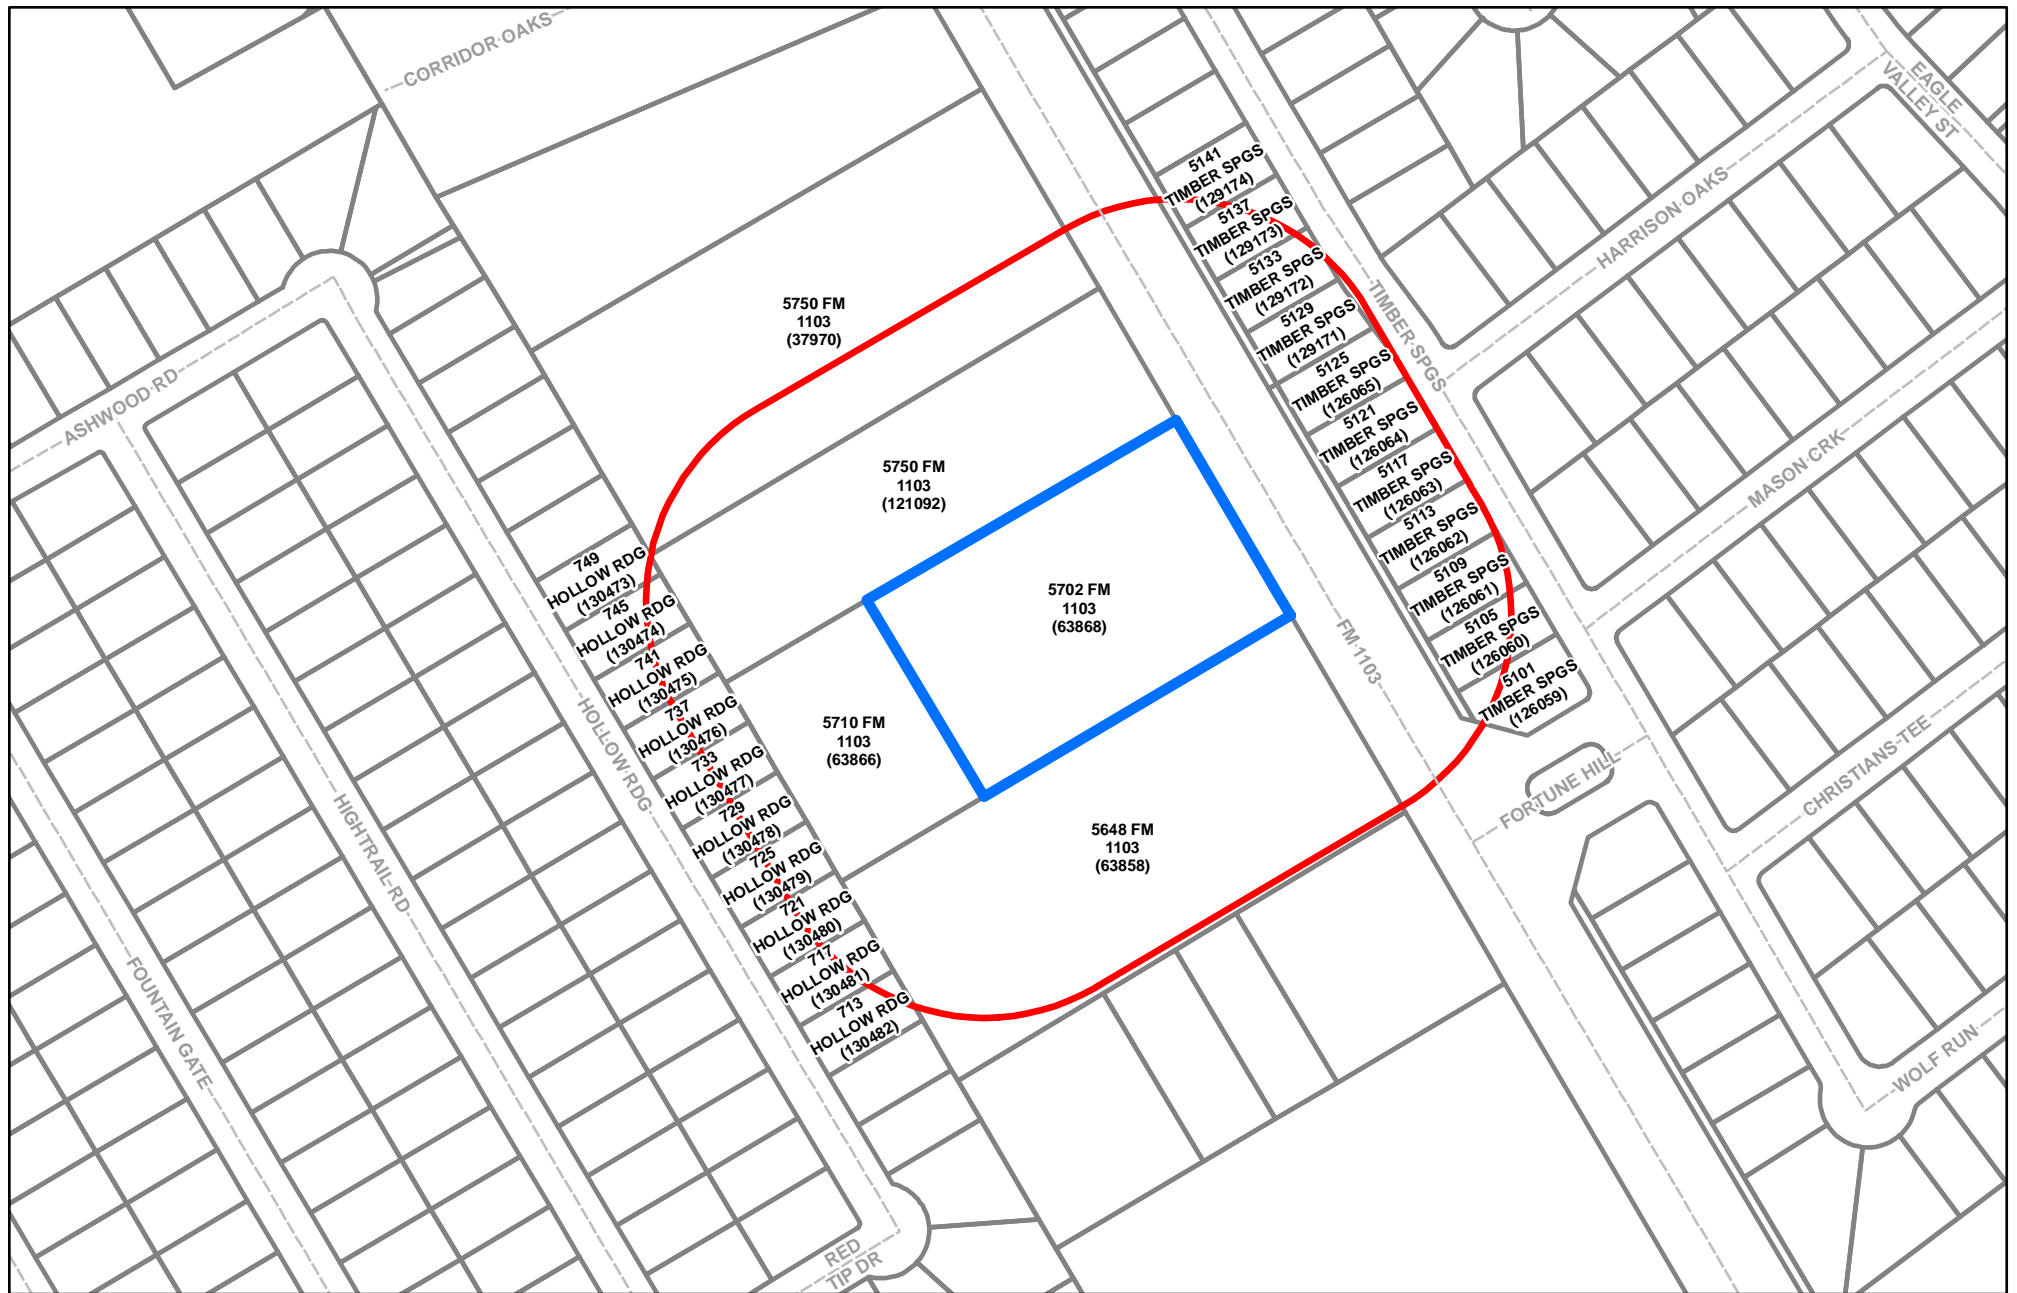 CORRIDOR OAKS
EAGLE
VALLEY ST
HARRISON OAKS
ASHWOOD RD
TIMBER SPGS
MASON CRK
HOLLOW RDG
HIGHTRAIL RD
FM 1103
FORTUNE HILL
CHRISTIANS TEE
FOUNTAIN GATE
WOLF RUN
RED
TIP DR
5750 FM
1103
(37970)
5750 FM
1103
(121092)
5702 FM
1103
(63868)
5710 FM
1103
(63866)
5648 FM
1103
(63858)
5141
TIMBER SPGS
(129174)
5137
TIMBER SPGS
(129173)
5133
TIMBER SPGS
(129172)
5129
TIMBER SPGS
(129171)
5125
TIMBER SPGS
(126065)
5121
TIMBER SPGS
(126064)
5117
TIMBER SPGS
(126063)
5113
TIMBER SPGS
(126062)
5109
TIMBER SPGS
(126061)
5105
TIMBER SPGS
(126060)
5101
TIMBER SPGS
(126059)
749
HOLLOW RDG
(130473)
745
HOLLOW RDG
(130474)
741
HOLLOW RDG
(130475)
737
HOLLOW RDG
(130476)
733
HOLLOW RDG
(130477)
729
HOLLOW RDG
(130478)
725
HOLLOW RDG
(130479)
721
HOLLOW RDG
(130480)
717
HOLLOW RDG
(130481)
713
HOLLOW RDG
(130482)